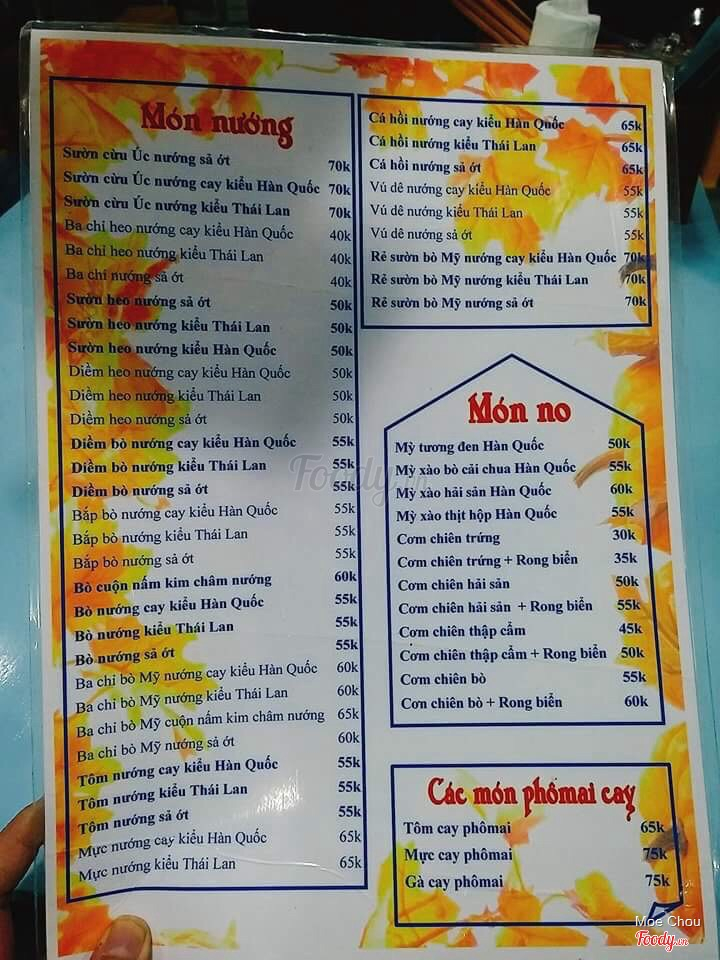 Món nướng
Sườn cừu Úc nướng sả ớt 70k
Sườn cừu Úc nướng cay kiểu Hàn Quốc 70k
Sườn cừu Úc nướng kiểu Thái Lan 70k
Ba chỉ heo nướng cay kiểu Hàn Quốc 40k
Ba chỉ heo nướng kiểu Thái Lan 40k
Ba chỉ nướng sả ớt 40k
Sườn heo nướng sả ớt 50k
Sườn heo nướng kiểu Thái Lan 50k
Sườn heo nướng kiểu Hàn Quốc 50k
Diềm heo nướng cay kiểu Hàn Quốc 50k
Diềm heo nướng kiểu Thái Lan 50k
Diềm heo nướng sả ớt 50k
Diềm bò nướng cay kiểu Hàn Quốc 55k
Diềm bò nướng kiểu Thái Lan 55k
Diềm bò nướng sả ớt 55k
Bắp bò nướng cay kiểu Hàn Quốc 55k
Bắp bò nướng kiểu Thái Lan 55k
Bắp bò nướng sả ớt 55k
Bò cuộn nấm kim châm nướng 60k
Bò nướng cay kiểu Hàn Quốc 55k
Bò nướng kiểu Thái Lan 55k
Bò nướng sả ớt 55k
Ba chỉ bò Mỹ nướng cay kiểu Hàn Quốc 60k
Ba chỉ bò Mỹ nướng kiểu Thái Lan 60k
Ba chỉ bò Mỹ cuộn nấm kim châm nướng 65k
Ba chỉ bò Mỹ nướng sả ớt 60k
Tôm nướng cay kiểu Hàn Quốc 55k
Tôm nướng kiểu Thái Lan 55k
Tôm nướng sả ớt 55k
Mực nướng cay kiểu Hàn Quốc 65k
Mực nướng kiểu Thái Lan 65k
Cá hồi nướng cay kiểu Hàn Quốc 65k
Cá hồi nướng kiểu Thái Lan 65k
Cá hồi nướng sả ớt 65k
Vú dê nướng cay kiểu Hàn Quốc 55k
Vú dê nướng kiểu Thái Lan 55k
Vú dê nướng sả ớt 55k
Rẻ sườn bò Mỹ nướng cay kiểu Hàn Quốc 70k
Rẻ sườn bò Mỹ nướng kiểu Thái Lan 70k
Rẻ sườn bò Mỹ nướng sả ớt 70k
Món no
Mỳ tương đen Hàn Quốc 50k
Mỳ xào bò cải chua Hàn Quốc 55k
Mỳ xào hải sản Hàn Quốc 60k
Mỳ xào thịt hộp Hàn Quốc 55k
Cơm chiên trứng 30k
Cơm chiên trứng + Rong biển 35k
Cơm chiên hải sản 50k
Cơm chiên hải sản + Rong biển 55k
Cơm chiên thập cẩm 45k
Cơm chiên thập cẩm + Rong biển 50k
Cơm chiên bò 55k
Cơn chiên bò + Rong biển 60k
Các món phômai cay
Tôm cay phômai 65k
Mực cay phômai 75k
Gà cay phômai 75k
Foody.vn
Moe Chou
Foody.vn